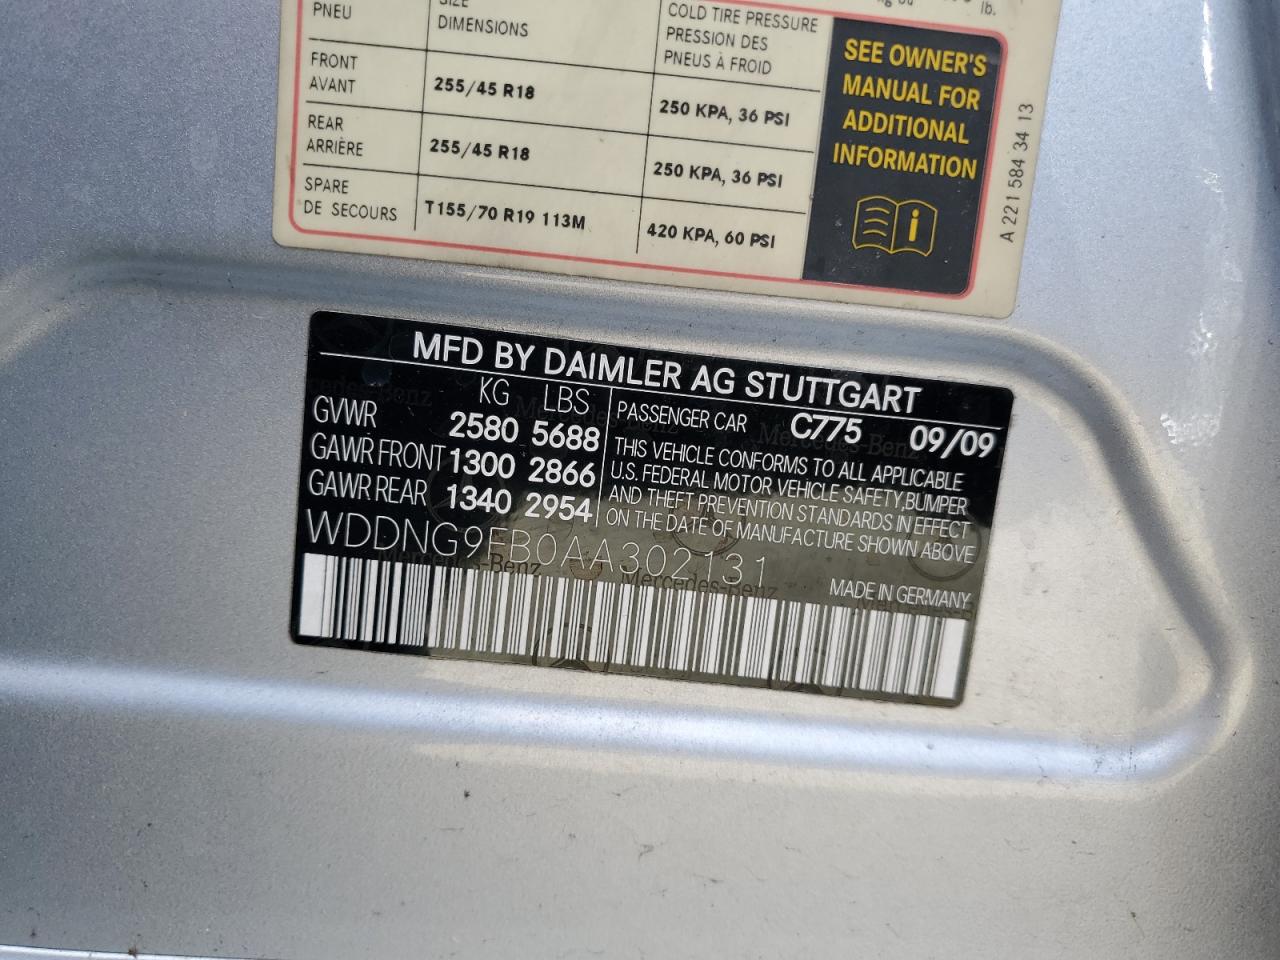 PNEU
SIZE
DIMENSIONS
COLD TIRE PRESSURE
PRESSION DES
PNEUS À FROID
lb.
FRONT
AVANT
255/45 R18
250 KPA, 36 PSI
REAR
ARRIÈRE
255/45 R18
250 KPA, 36 PSI
SPARE
DE SECOURS
T155/70 R19 113M
420 KPA, 60 PSI
SEE OWNER'S
MANUAL FOR
ADDITIONAL
INFORMATION
A 221 584 34 13
MFD BY DAIMLER AG STUTTGART
KG LBS
GVWR 2580 5688
GAWR FRONT 1300 2866
GAWR REAR 1340 2954
PASSENGER CAR C775 09/09
THIS VEHICLE CONFORMS TO ALL APPLICABLE
U.S. FEDERAL MOTOR VEHICLE SAFETY,BUMPER
AND THEFT PREVENTION STANDARDS IN EFFECT
ON THE DATE OF MANUFACTURE SHOWN ABOVE
WDDNG9FB0AA302131
MADE IN GERMANY
Mercedes-Benz